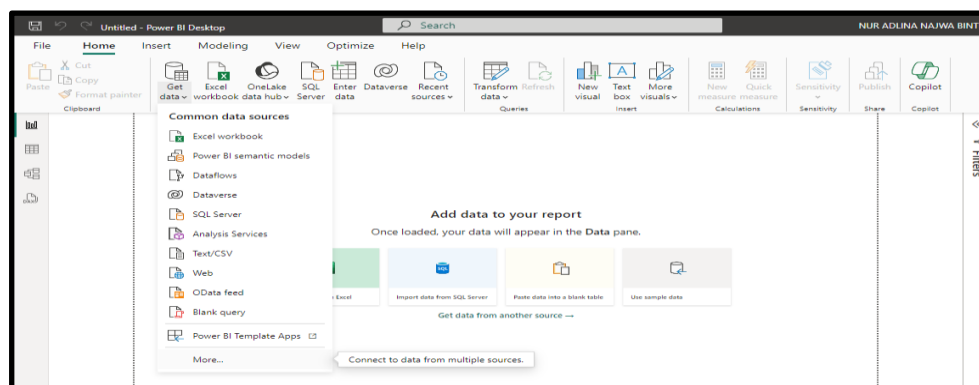 Untitled - Power BI Desktop
Search
NUR ADLINA NAJWA BINT
File Home Insert Modeling View Optimize Help
Paste
Cut
Copy
Format painter
Clipboard
Get data
Excel workbook
OneLake data hub
SQL Server
Enter data
Dataverse
Recent sources
Transform data
Refresh
Queries
New visual
Text box
More visuals
Insert
New measure
Quick measure
Calculations
Sensitivity
Sensitivity
Publish
Share
Copilot
Copilot
Common data sources
Excel workbook
Power BI semantic models
Dataflows
Dataverse
SQL Server
Analysis Services
Text/CSV
Web
OData feed
Blank query
Power BI Template Apps
More...
Connect to data from multiple sources.
Add data to your report
Once loaded, your data will appear in the Data pane.
Excel
Import data from SQL Server
SQL
Paste data into a blank table
Use sample data
Get data from another source →
Filters